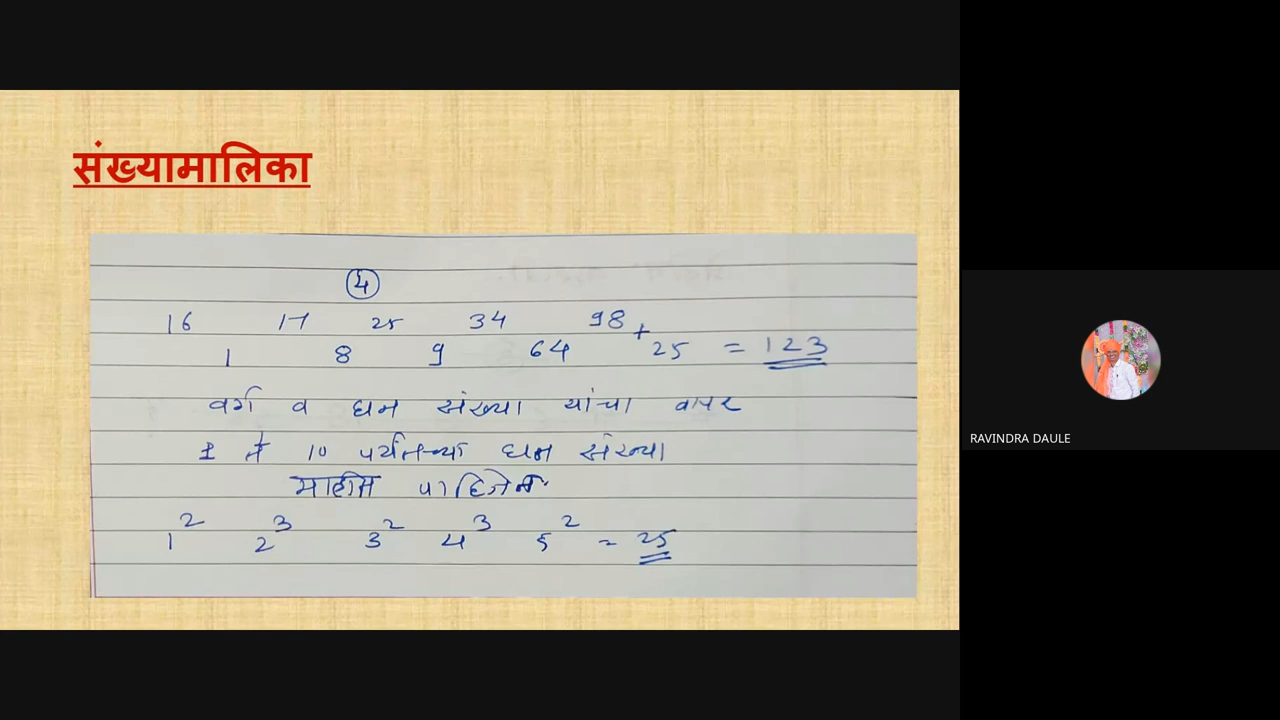 संख्यामालिका
4
16 17 25 34 98
1 8 9 64 + 25 = 123
वर्ग व घन संख्या यांचा वापर
1 ते 10 पर्यंतच्या घन संख्या
माहीत पाहिजेत.
1² 2³ 3² 4³ 5² = 25
RAVINDRA DAULE